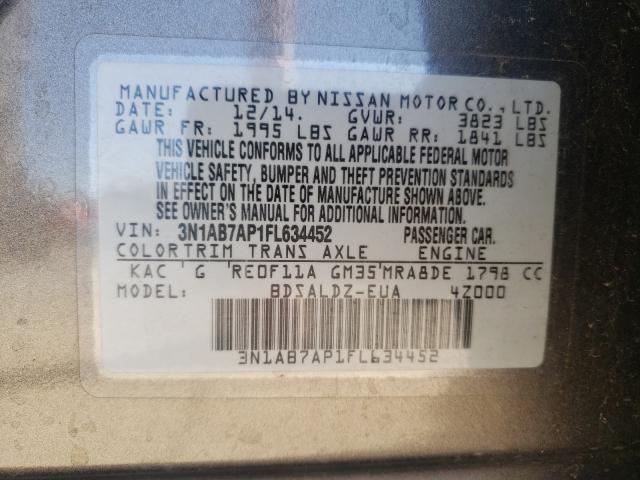 MANUFACTURED BY NISSAN MOTOR CO., LTD.
DATE: 12/14. GVWR: 3823 LBS
GAWR FR: 1995 LBS GAWR RR: 1841 LBS
THIS VEHICLE CONFORMS TO ALL APPLICABLE FEDERAL MOTOR
VEHICLE SAFETY, BUMPER AND THEFT PREVENTION STANDARDS
IN EFFECT ON THE DATE OF MANUFACTURE SHOWN ABOVE.
SEE OWNER'S MANUAL FOR ADDITIONAL INFORMATION.
VIN: 3N1AB7AP1FL634452 PASSENGER CAR.
COLOR TRIM TRANS AXLE ENGINE
KAC G RE0F11A GM35 MRA8DE 1798 CC
MODEL: BDSALDZ-EUA 4Z000
3N1AB7AP1FL634452